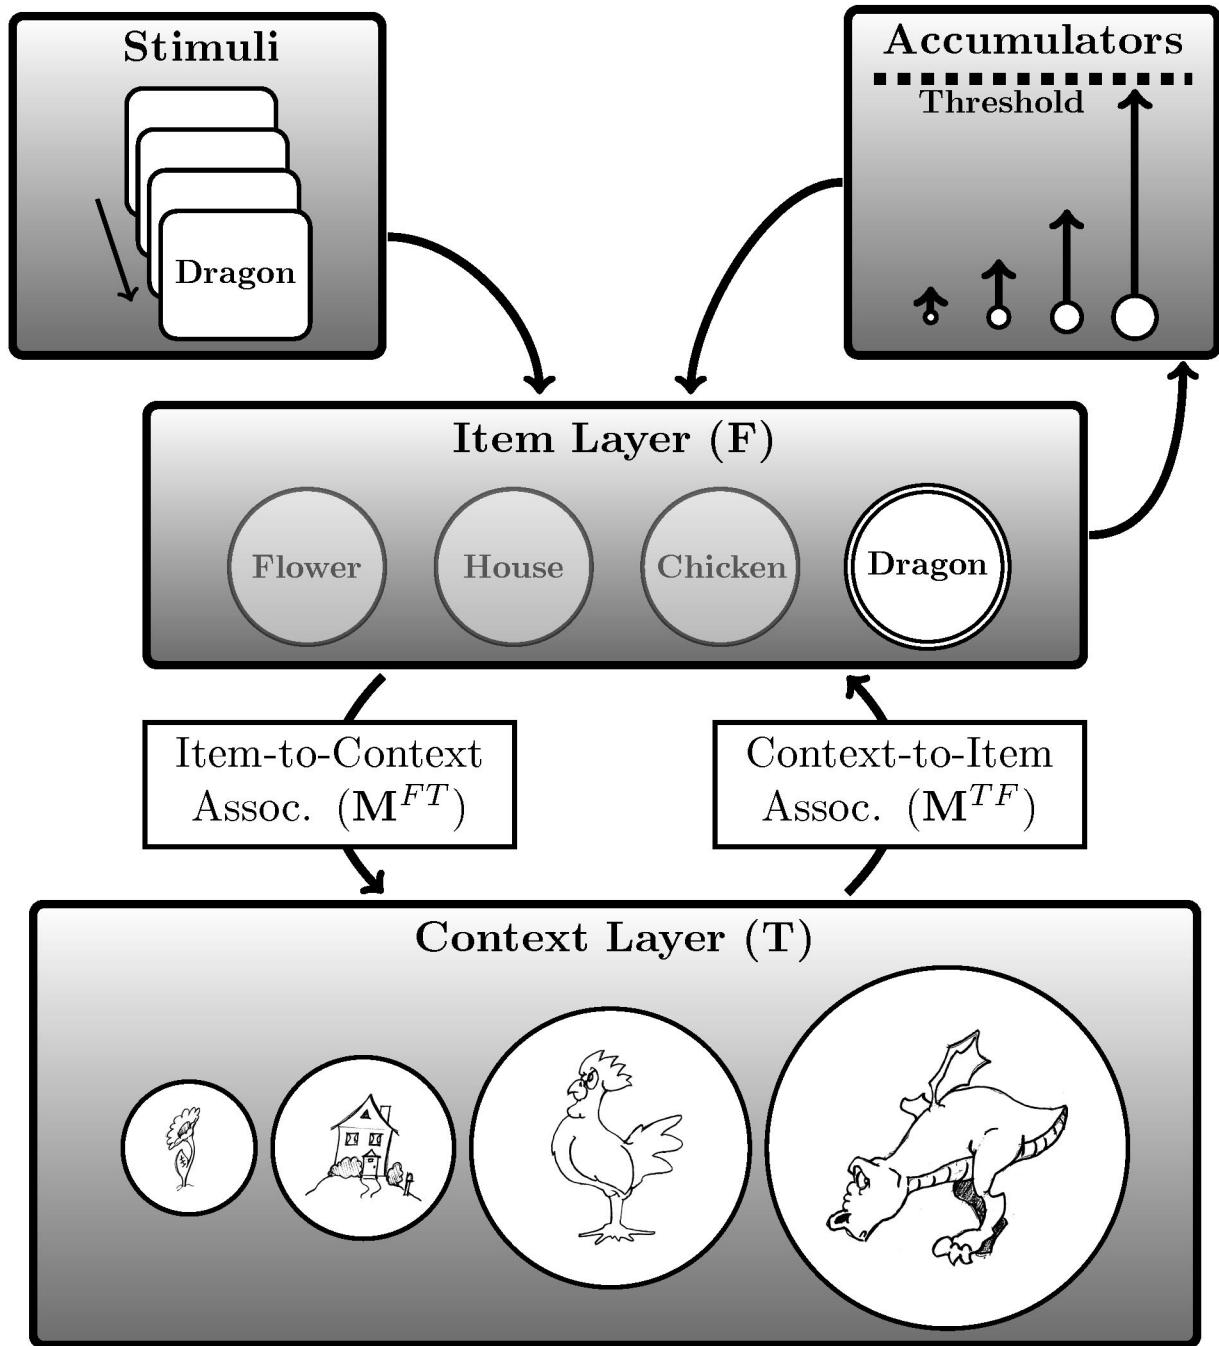 Stimuli
Dragon
Accumulators
Threshold
Item Layer (F)
Flower
House
Chicken
Dragon
Item-to-Context
Assoc. (M^{FT})
Context-to-Item
Assoc. (M^{TF})
Context Layer (T)